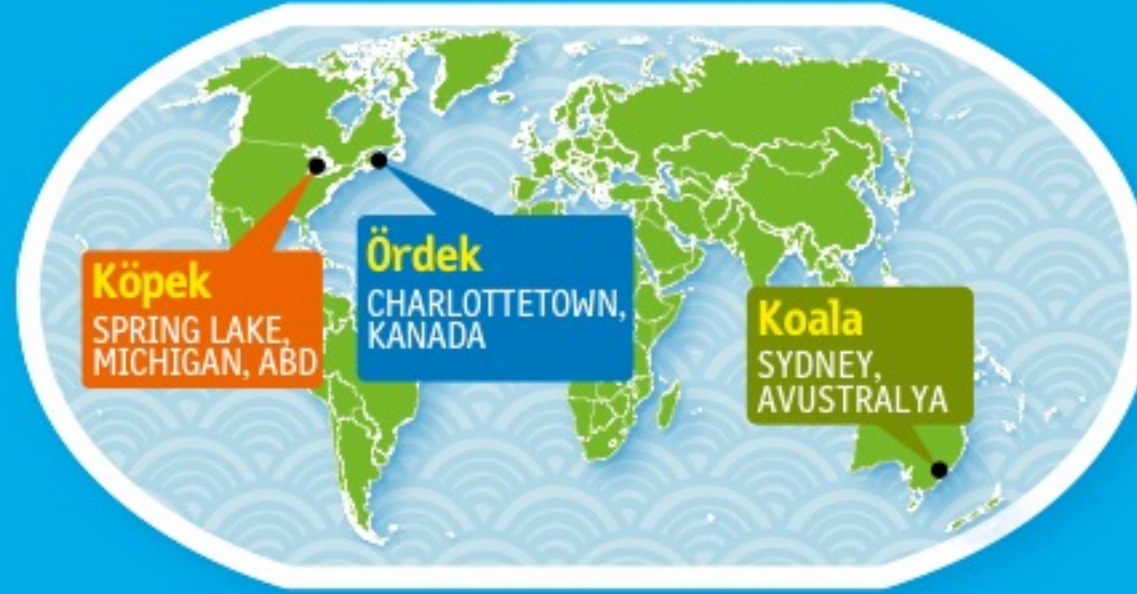 Köpek
SPRING LAKE,
MICHIGAN, ABD
Ördek
CHARLOTTETOWN,
KANADA
Koala
SYDNEY,
AVUSTRALYA